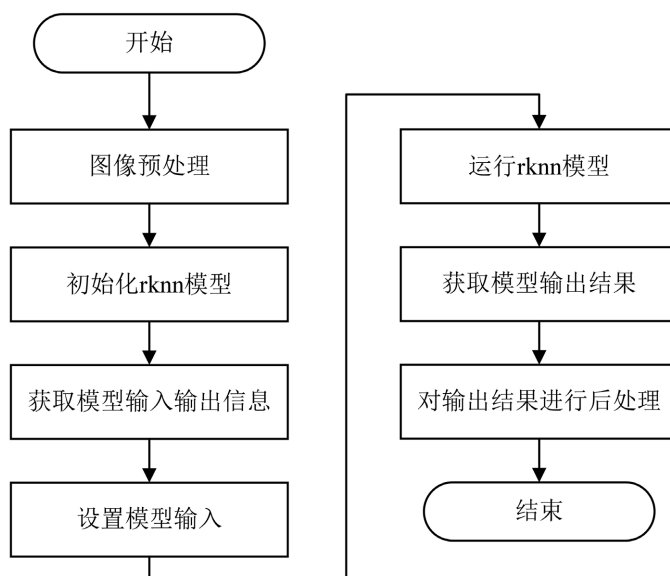 开始
图像预处理
初始化rknn模型
获取模型输入输出信息
设置模型输入
运行rknn模型
获取模型输出结果
对输出结果进行后处理
结束